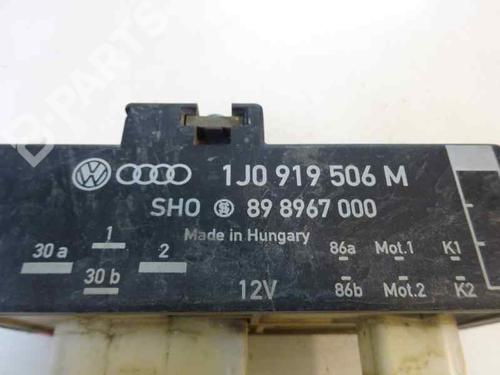 B-PARTS
1J0 919 506 M
SHO 89 8967 000
Made in Hungary
30 a 1 2 86a Mot.1 K1
30 b 12V 86b Mot.2 K2